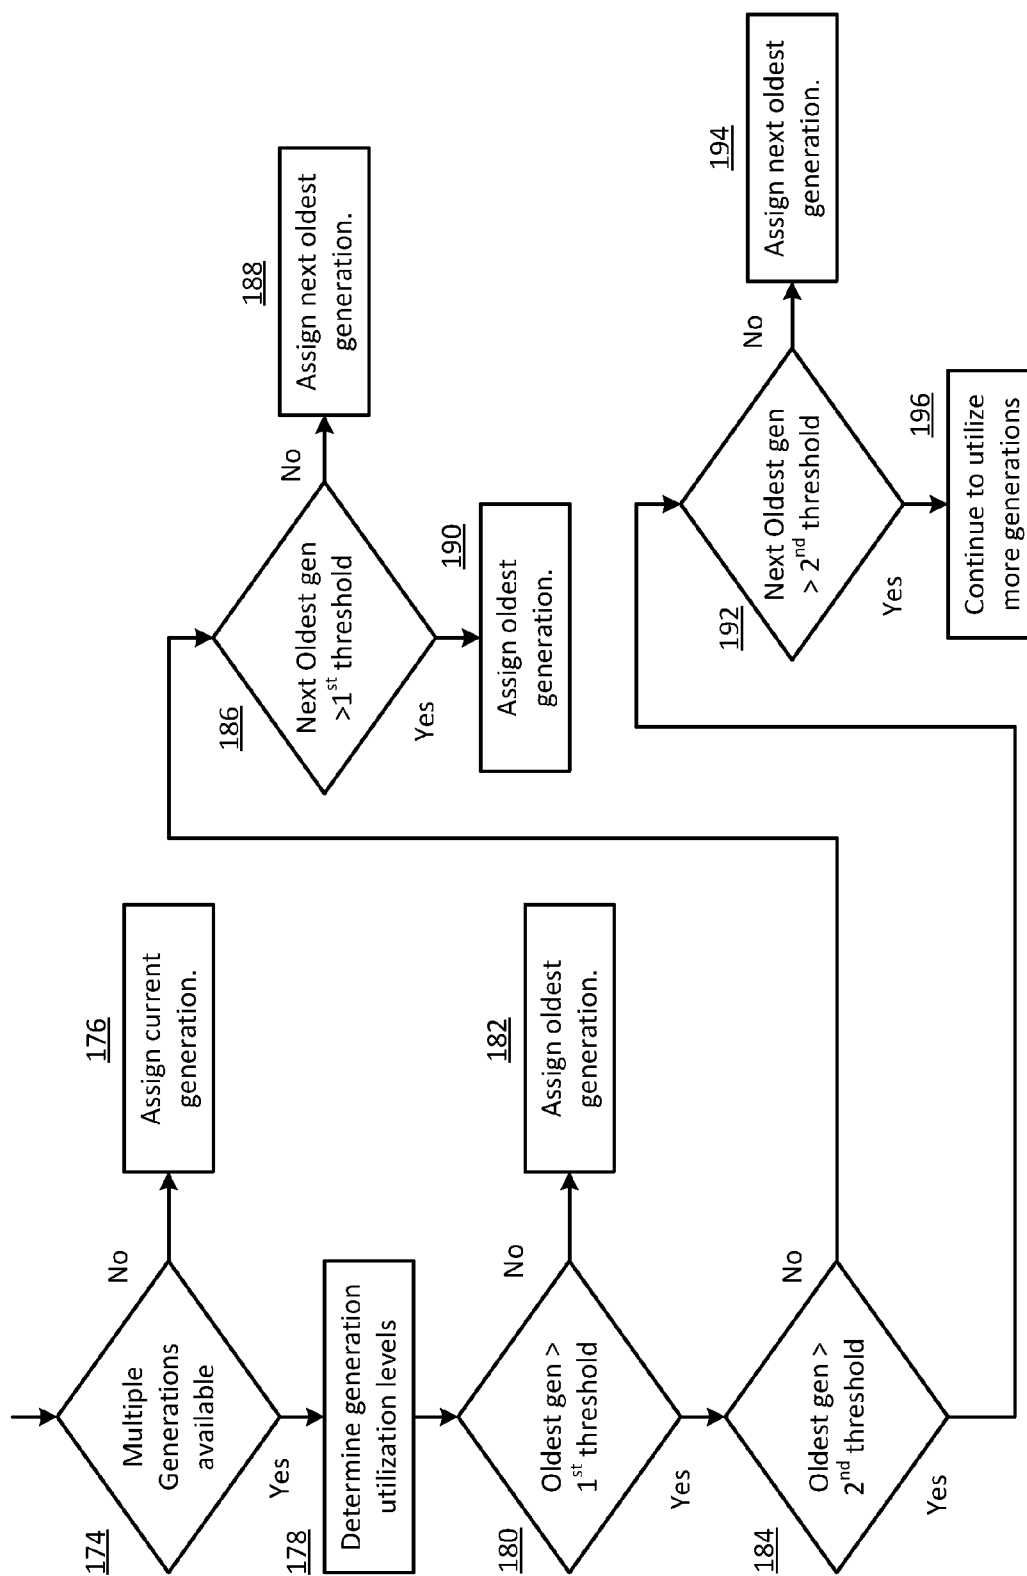 174
Multiple
Generations
available
No
Yes
176
Assign current
generation.
178
Determine generation
utilization levels
180
Oldest gen >
1st threshold
No
Yes
182
Assign oldest
generation.
184
Oldest gen >
2nd threshold
No
Yes
186
Next Oldest gen
>1st threshold
No
Yes
188
Assign next oldest
generation.
190
Assign oldest
generation.
192
Next Oldest gen
> 2nd threshold
No
Yes
194
Assign next oldest
generation.
196
Continue to utilize
more generations